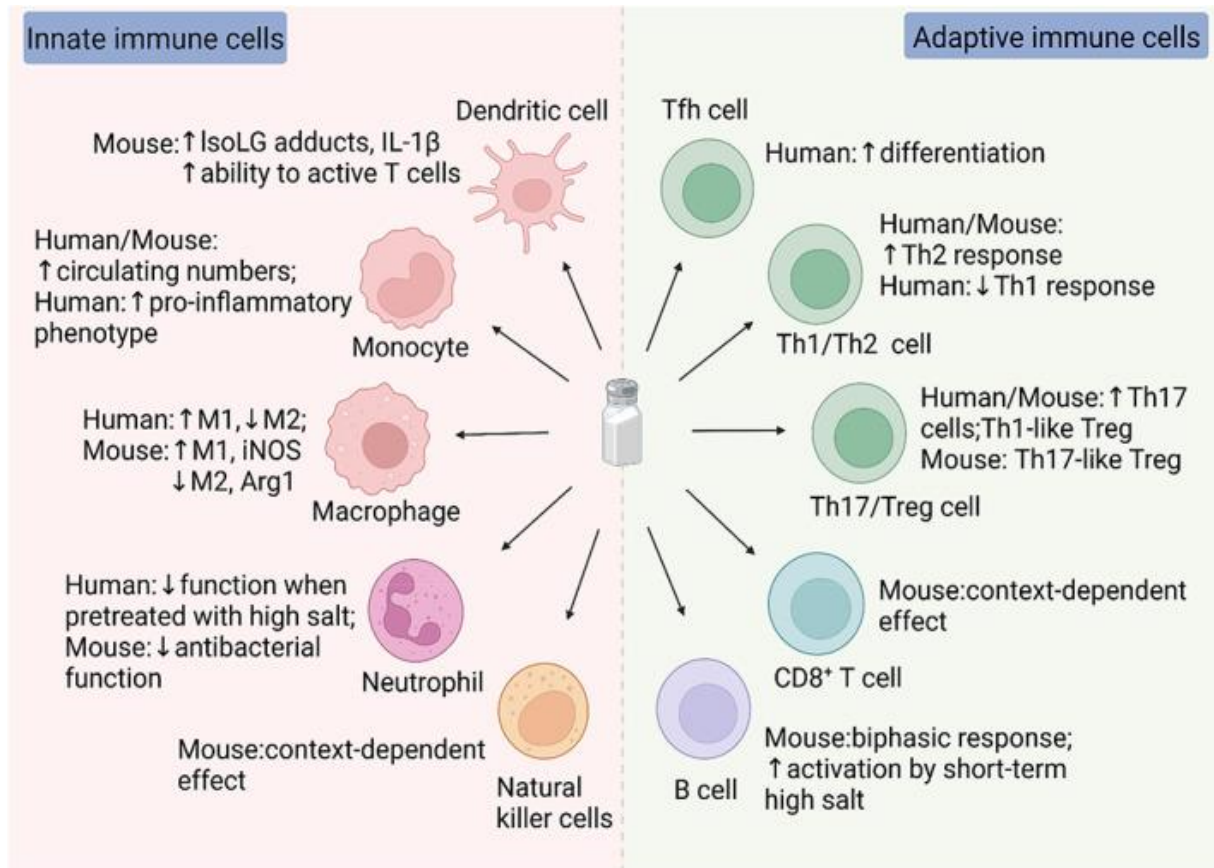 Innate immune cells
Adaptive immune cells
Dendritic cell
Mouse:↑IsoLG adducts, IL-1β
↑ability to active T cells
Human/Mouse:
↑circulating numbers;
Human:↑pro-inflammatory
phenotype
Monocyte
Human:↑M1,↓M2;
Mouse:↑M1, iNOS
↓M2, Arg1
Macrophage
Human:↓function when
pretreated with high salt;
Mouse:↓antibacterial
function
Neutrophil
Mouse:context-dependent
effect
Natural
killer cells
Tfh cell
Human:↑differentiation
Human/Mouse:
↑Th2 response
Human:↓Th1 response
Th1/Th2 cell
Human/Mouse:↑Th17
cells;Th1-like Treg
Mouse: Th17-like Treg
Th17/Treg cell
Mouse:context-dependent
effect
CD8⁺ T cell
Mouse:biphasic response;
↑activation by short-term
high salt
B cell